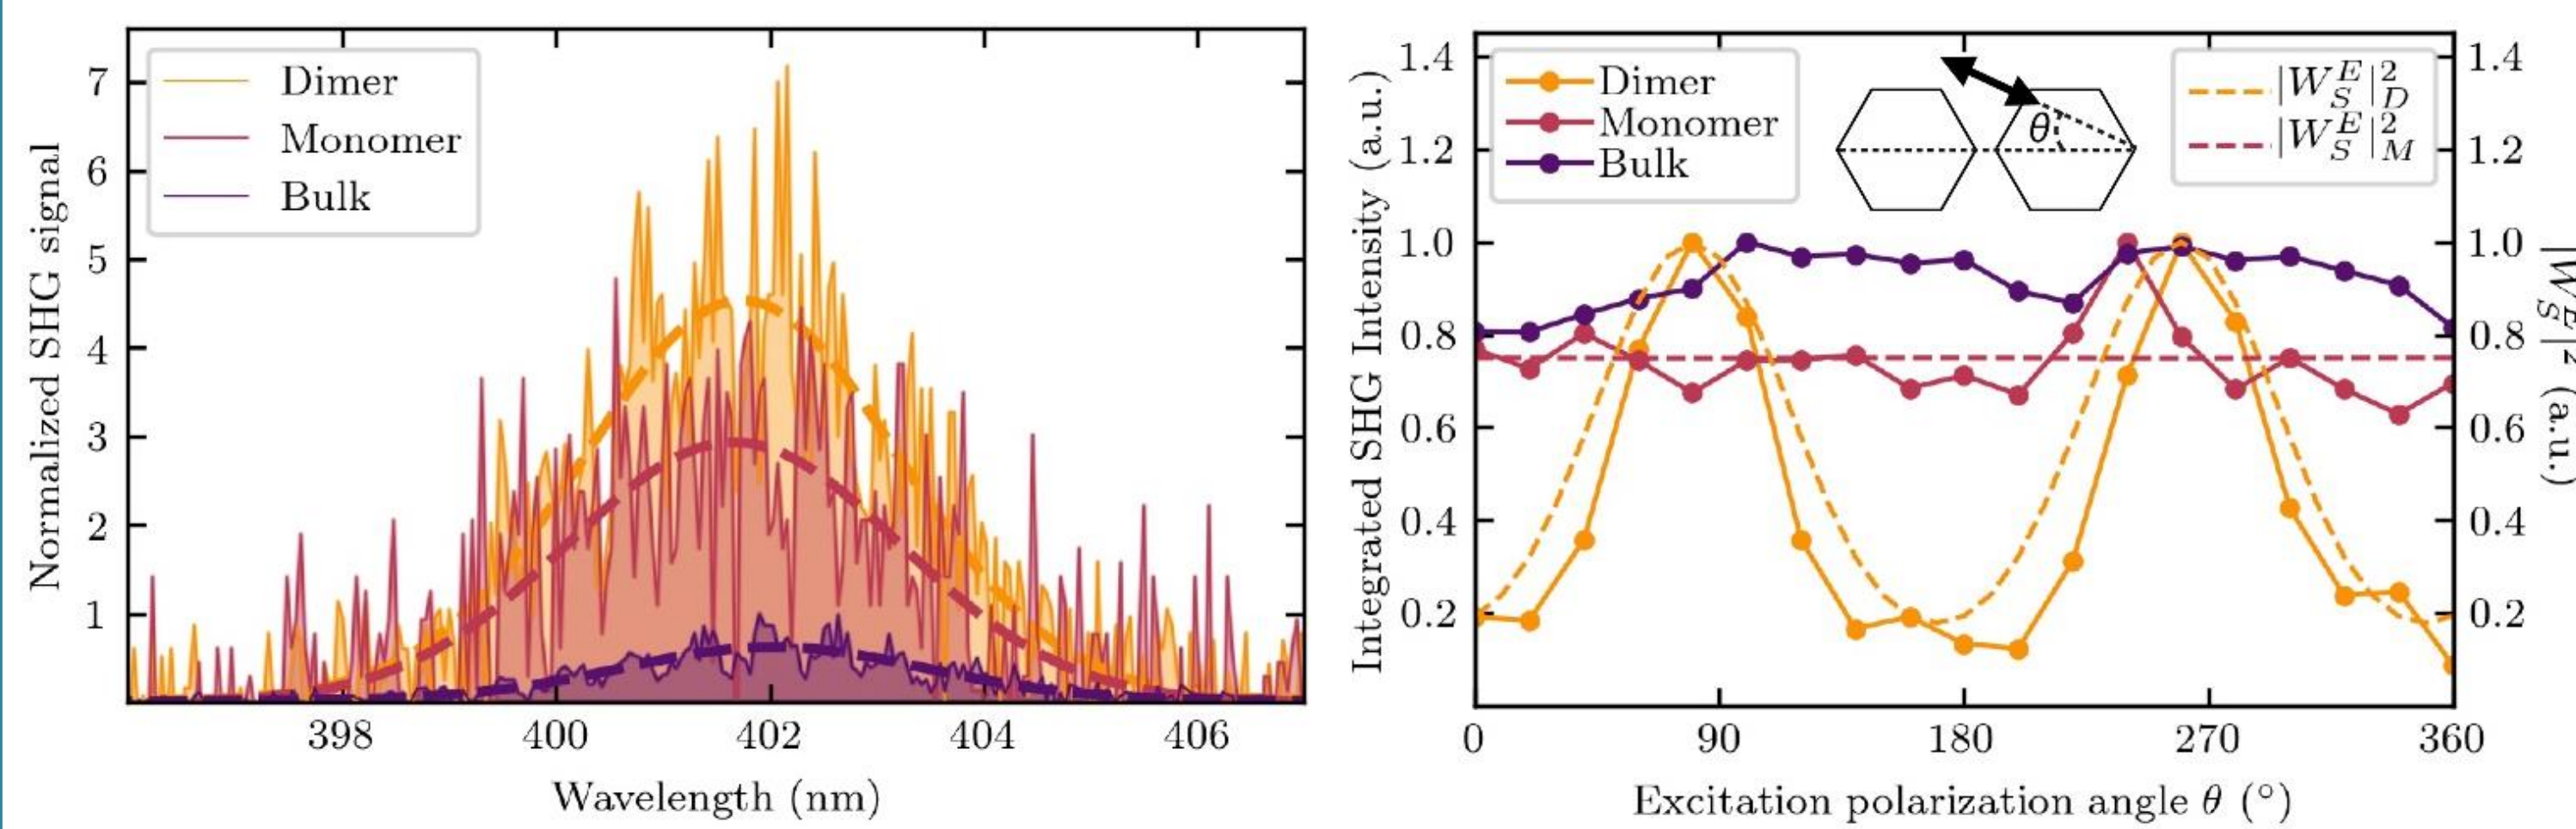 Normalized SHG signal
7
6
5
4
3
2
1
Dimer
Monomer
Bulk
398 400 402 404 406
Wavelength (nm)
Integrated SHG Intensity (a.u.)
1.4
1.2
1.0
0.8
0.6
0.4
0.2
Dimer
Monomer
Bulk
θ
|W_S^E|_D^2
|W_S^E|_M^2
1.4
1.2
1.0
0.8
0.6
0.4
0.2
|W_S^E|^2 (a.u.)
0 90 180 270 360
Excitation polarization angle θ (°)